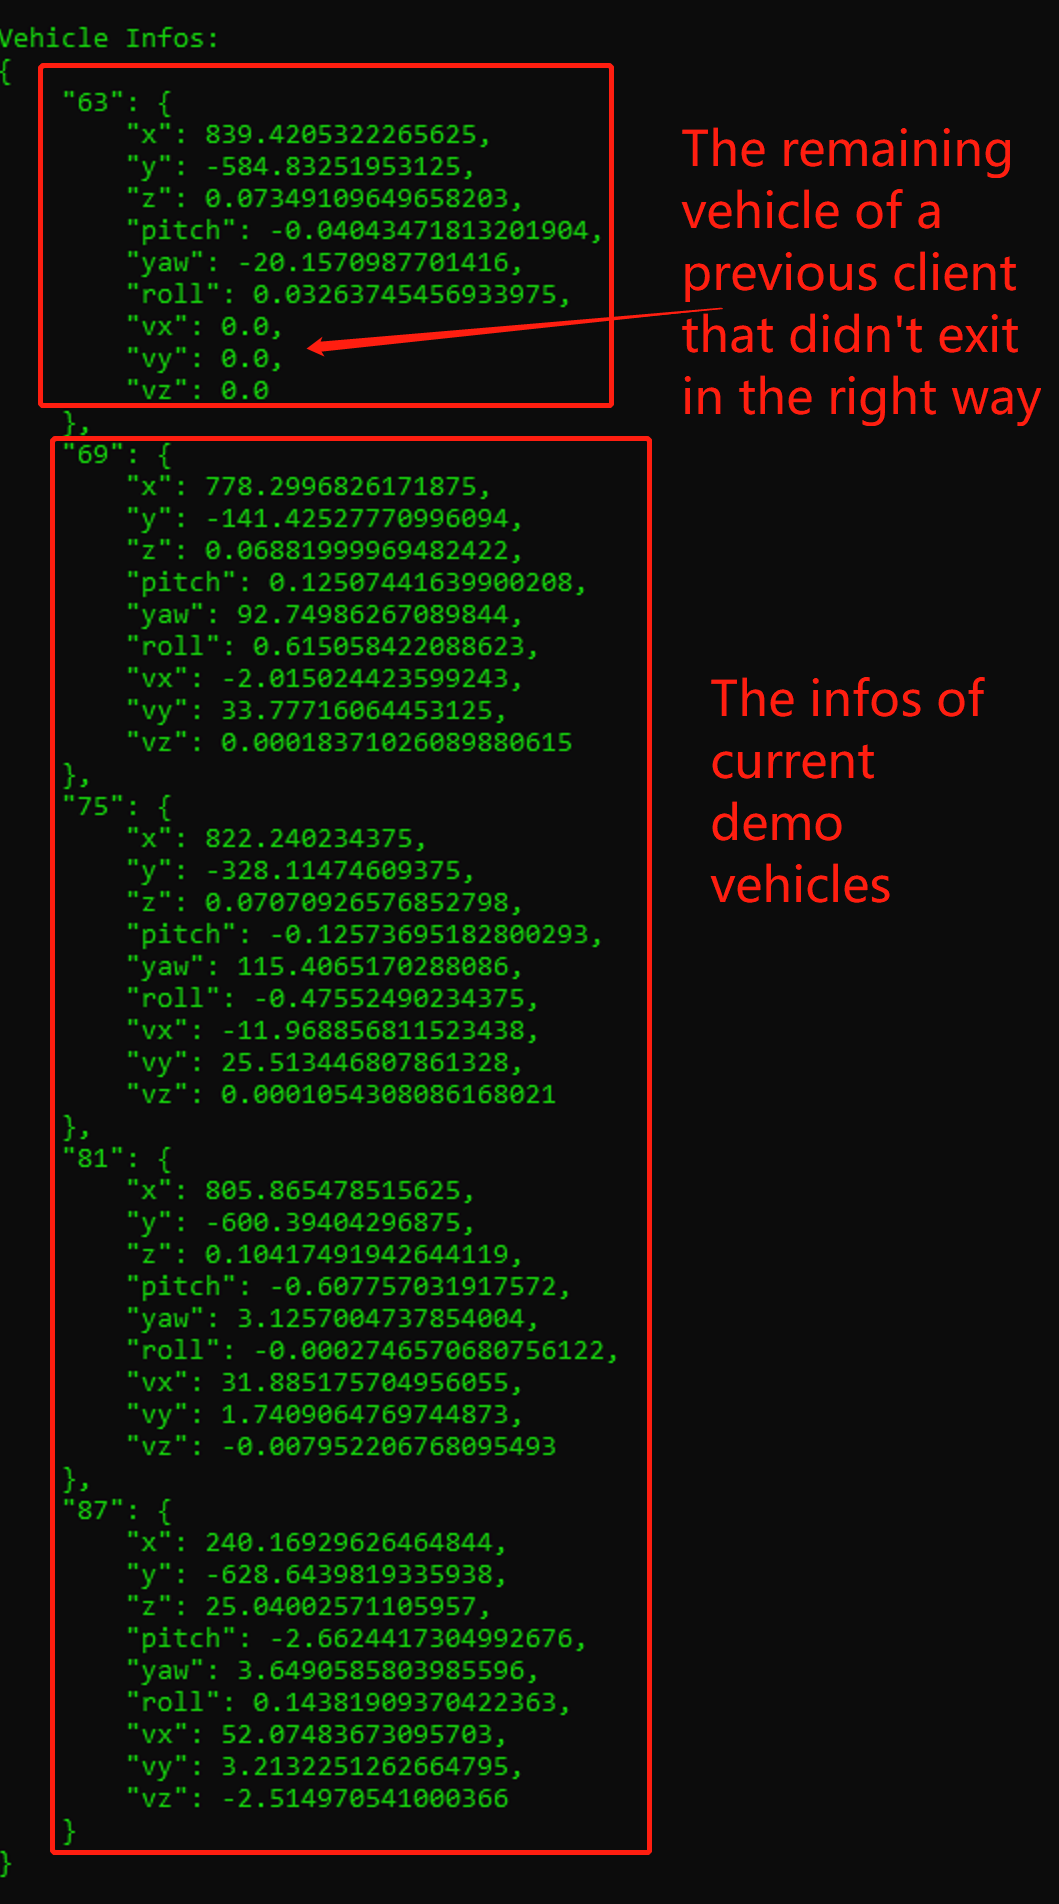 Vehicle Infos:
{
"63": {
"x": 839.4205322265625,
"y": -584.83251953125,
"z": 0.07349109649658203,
"pitch": -0.04043471813201904,
"yaw": -20.1570987701416,
"roll": 0.03263745456933975,
"vx": 0.0,
"vy": 0.0,
"vz": 0.0
},
The remaining
vehicle of a
previous client
that didn't exit
in the right way
"69": {
"x": 778.2996826171875,
"y": -141.42527770996094,
"z": 0.06881999969482422,
"pitch": 0.12507441639900208,
"yaw": 92.74986267089844,
"roll": 0.615058422088623,
"vx": -2.015024423599243,
"vy": 33.77716064453125,
"vz": 0.00018371026089880615
},
"75": {
"x": 822.240234375,
"y": -328.11474609375,
"z": 0.07070926576852798,
"pitch": -0.12573695182800293,
"yaw": 115.4065170288086,
"roll": -0.47552490234375,
"vx": -11.968856811523438,
"vy": 25.513446807861328,
"vz": 0.00010543080086168021
},
"81": {
"x": 805.865478515625,
"y": -600.39404296875,
"z": 0.10417491942644119,
"pitch": -0.607757031917572,
"yaw": 3.1257004737854004,
"roll": -0.0002746570680756122,
"vx": 31.885175704956055,
"vy": 1.7409064769744873,
"vz": -0.007952206768095493
},
"87": {
"x": 240.16929626464844,
"y": -628.6439819335938,
"z": 25.04002571105957,
"pitch": -2.6624417304992676,
"yaw": 3.6490585803985596,
"roll": 0.143819093704223​63,
"vx": 52.07483673095703,
"vy": 3.2132251262664795,
"vz": -2.514970541000366
}
}
The infos of
current
demo
vehicles